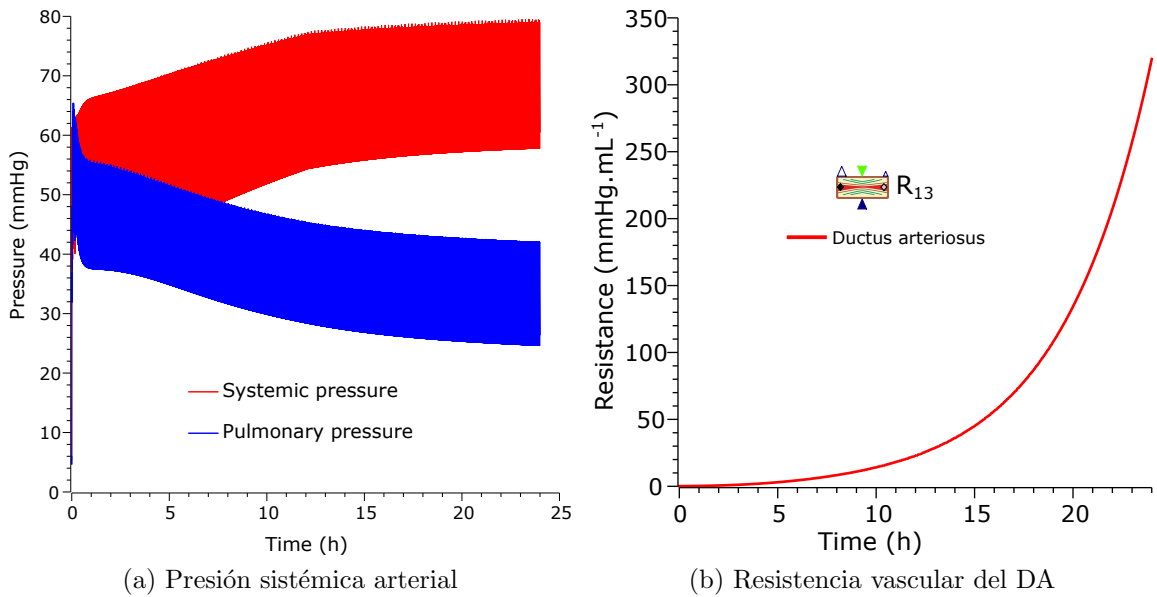 80
70
60
50
40
30
20
10
0
Pressure (mmHg)
Systemic pressure
Pulmonary pressure
0 5 10 15 20 25
Time (h)
(a) Presión sistémica arterial
350
300
250
200
150
100
50
0
Resistance (mmHg.mL⁻¹)
R₁₃
Ductus arteriosus
0 5 10 15 20
Time (h)
(b) Resistencia vascular del DA